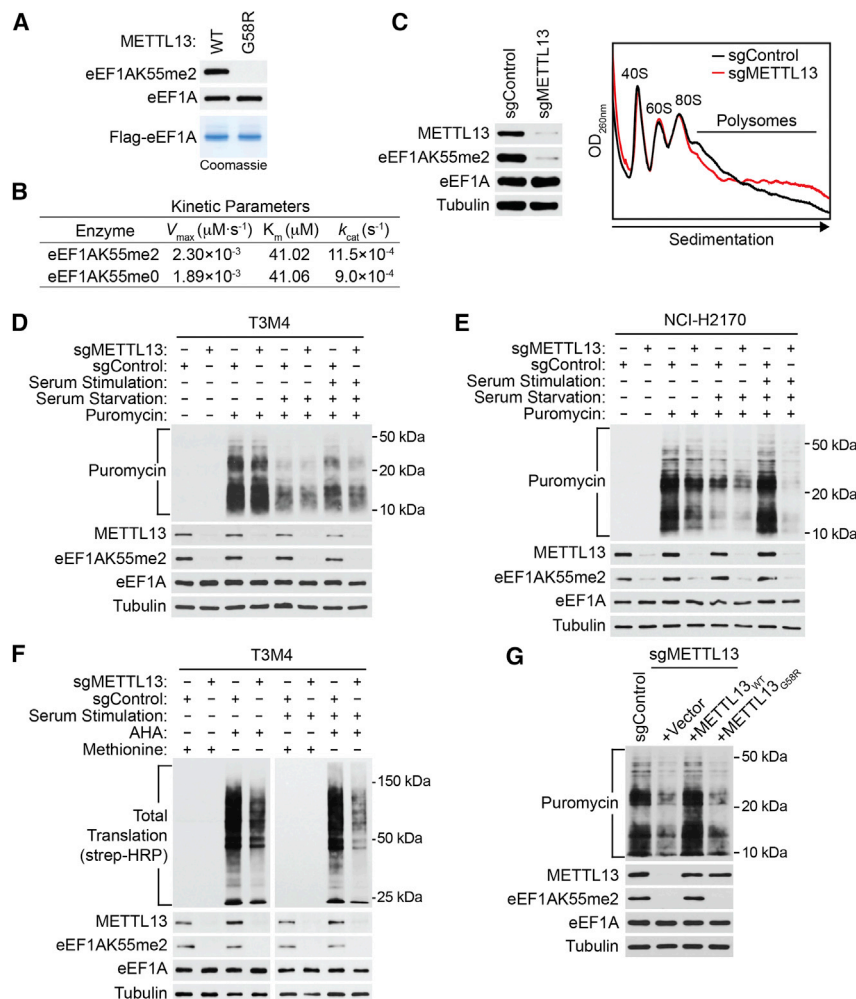 A
METTL13:
WT
G58R
eEF1AK55me2
eEF1A
Flag-eEF1A
Coomassie
B
Kinetic Parameters
Enzyme Vmax (μM·s-1) Km (μM) kcat (s-1)
eEF1AK55me2 2.30×10-3 41.02 11.5×10-4
eEF1AK55me0 1.89×10-3 41.06 9.0×10-4
C
sgControl
sgMETTL13
METTL13
eEF1AK55me2
eEF1A
Tubulin
sgControl
sgMETTL13
40S
60S
80S
Polysomes
OD260nm
Sedimentation
D
T3M4
sgMETTL13: – + – + – + – +
sgControl: + – + – + – + –
Serum Stimulation: – – – – – – + +
Serum Starvation: – – – – + + + +
Puromycin: – – + + + + + +
Puromycin
50 kDa
20 kDa
10 kDa
METTL13
eEF1AK55me2
eEF1A
Tubulin
E
NCI-H2170
sgMETTL13: – + – + – + – +
sgControl: + – + – + – + –
Serum Stimulation: – – – – – – + +
Serum Starvation: – – – – + + + +
Puromycin: – – + + + + + +
Puromycin
50 kDa
20 kDa
10 kDa
METTL13
eEF1AK55me2
eEF1A
Tubulin
F
T3M4
sgMETTL13: – + – + – + – +
sgControl: + – + – + – + –
Serum Stimulation: – – – – + + + +
AHA: – – + + – – + +
Methionine: + + – – + + – –
Total
Translation
(strep-HRP)
150 kDa
50 kDa
25 kDa
METTL13
eEF1AK55me2
eEF1A
Tubulin
G
sgMETTL13
sgControl
+Vector
+METTL13WT
+METTL13G58R
Puromycin
50 kDa
20 kDa
10 kDa
METTL13
eEF1AK55me2
eEF1A
Tubulin